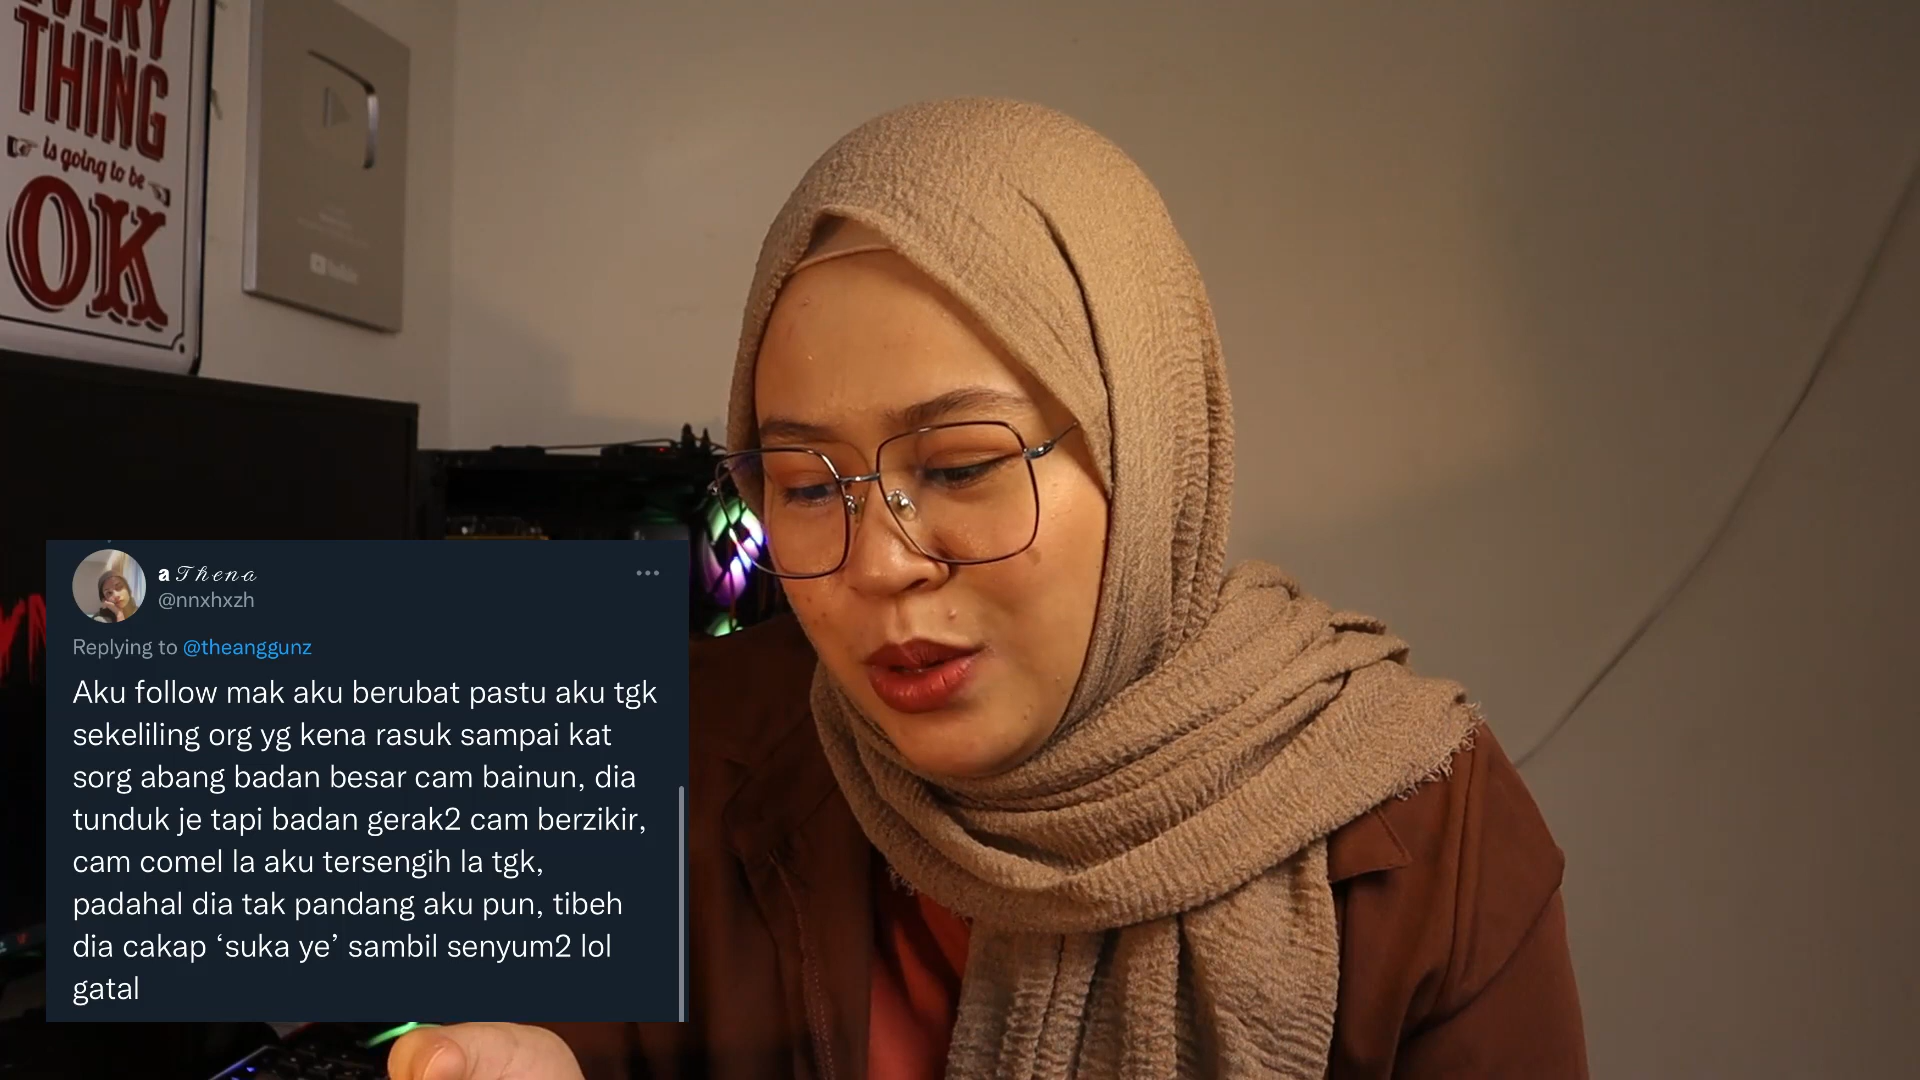 VERY
THING
is going to be
OK
YouTube
a Thena
@nnxhxzh
Replying to @theanggunz
Aku follow mak aku berubat pastu aku tgk
sekeliling org yg kena rasuk sampai kat
sorg abang badan besar cam bainun, dia
tunduk je tapi badan gerak2 cam berzikir,
cam comel la aku tersengih la tgk,
padahal dia tak pandang aku pun, tibeh
dia cakap ‘suka ye’ sambil senyum2 lol
gatal